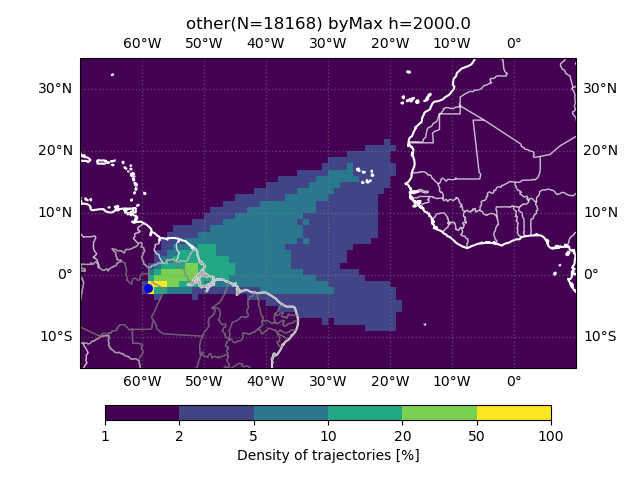 other(N=18168) byMax h=2000.0
60°W 50°W 40°W 30°W 20°W 10°W 0°
30°N 30°N
20°N 20°N
10°N 10°N
0° 0°
10°S 10°S
60°W 50°W 40°W 30°W 20°W 10°W 0°
1 2 5 10 20 50 100
Density of trajectories [%]